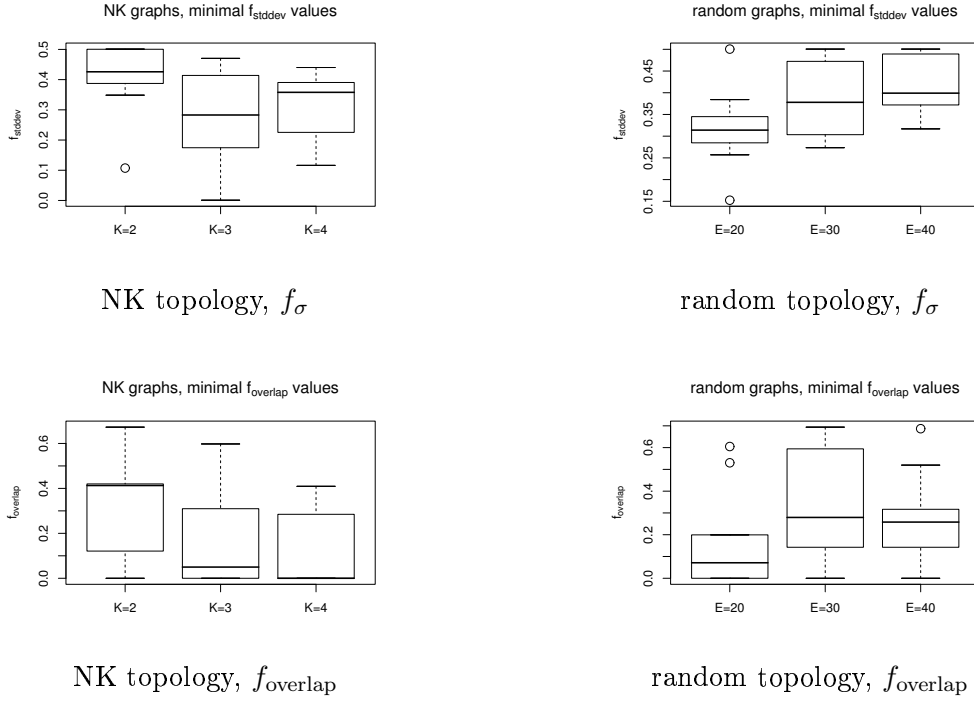 NK graphs, minimal f_stddev values
f_stddev
0.5
0.4
0.3
0.2
0.1
0.0
K=2 K=3 K=4
NK topology, f_σ
random graphs, minimal f_stddev values
f_stddev
0.45
0.35
0.25
0.15
E=20 E=30 E=40
random topology, f_σ
NK graphs, minimal f_overlap values
f_overlap
0.6
0.4
0.2
0.0
K=2 K=3 K=4
NK topology, f_overlap
random graphs, minimal f_overlap values
f_overlap
0.6
0.4
0.2
0.0
E=20 E=30 E=40
random topology, f_overlap